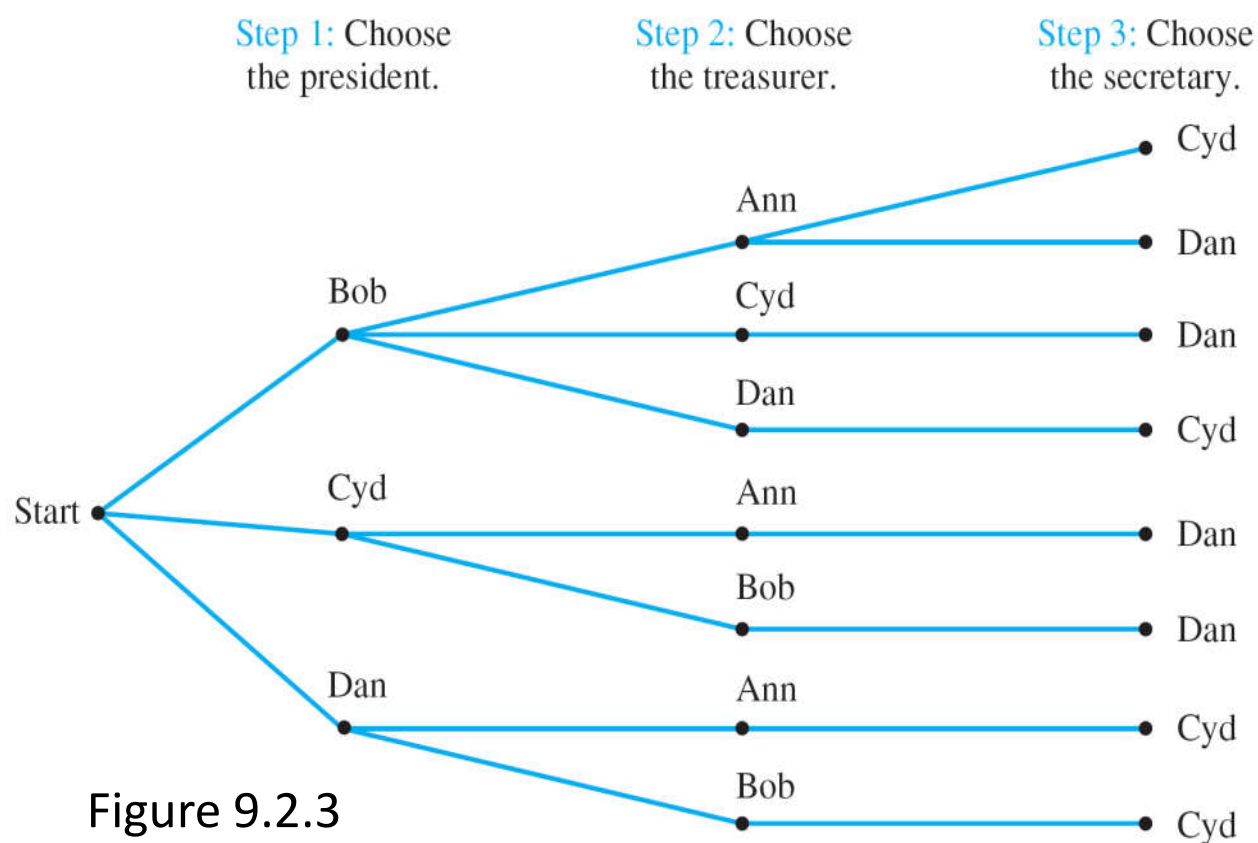 Step 1: Choose
the president.
Step 2: Choose
the treasurer.
Step 3: Choose
the secretary.
Cyd
Ann
Dan
Bob
Cyd
Dan
Dan
Cyd
Start
Cyd
Ann
Dan
Bob
Dan
Dan
Ann
Cyd
Bob
Cyd
Figure 9.2.3